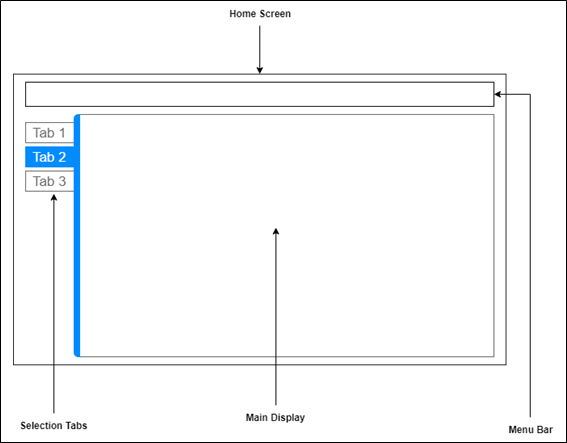 Home Screen
Tab 1
Tab 2
Tab 3
Selection Tabs
Main Display
Menu Bar